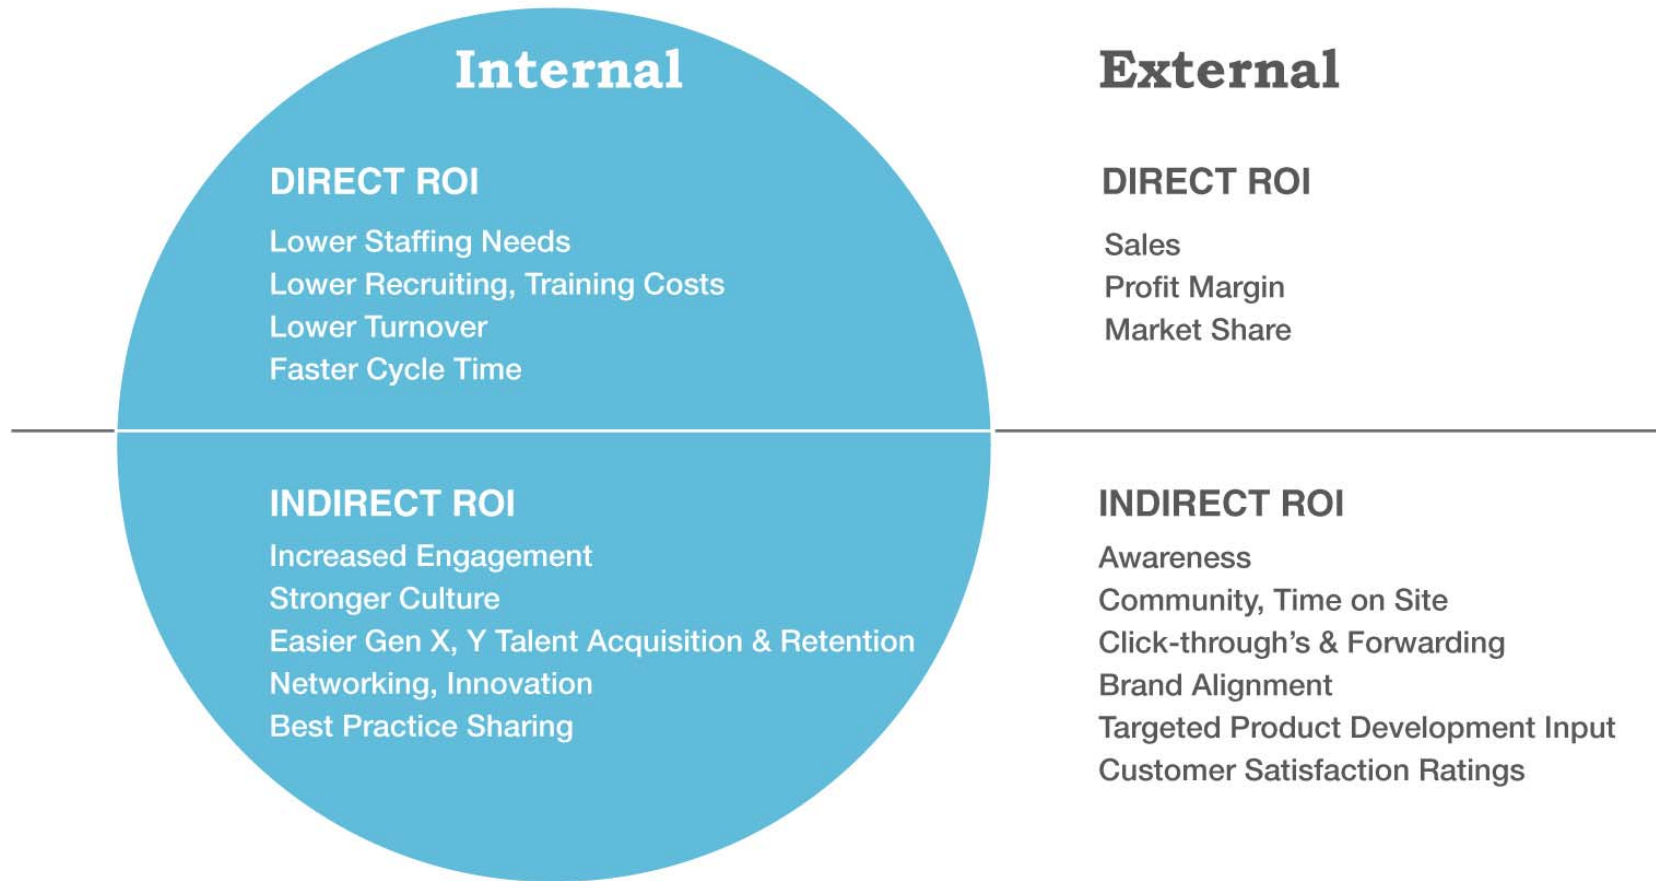 Internal
DIRECT ROI
Lower Staffing Needs
Lower Recruiting, Training Costs
Lower Turnover
Faster Cycle Time
INDIRECT ROI
Increased Engagement
Stronger Culture
Easier Gen X, Y Talent Acquisition & Retention
Networking, Innovation
Best Practice Sharing
External
DIRECT ROI
Sales
Profit Margin
Market Share
INDIRECT ROI
Awareness
Community, Time on Site
Click-through’s & Forwarding
Brand Alignment
Targeted Product Development Input
Customer Satisfaction Ratings